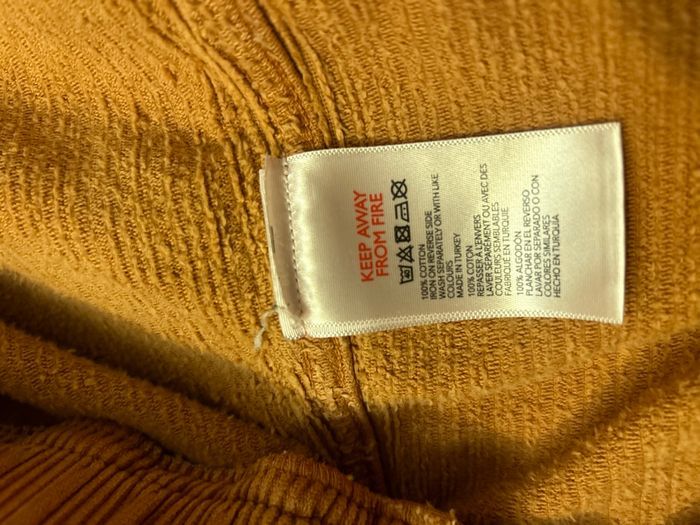 KEEP AWAY
FROM FIRE
100% COTTON
IRON ON REVERSE SIDE
WASH SEPARATELY OR WITH LIKE
COLOURS
MADE IN TURKEY
100% COTON
REPASSER À L'ENVERS
LAVER SÉPARÉMENT OU AVEC DES
COULEURS SEMBLABLES
FABRIQUÉ EN TURQUIE
100% ALGODÓN
PLANCHAR EN EL REVERSO
LAVAR POR SEPARADO O CON
COLORES SIMILARES
HECHO EN TURQUÍA